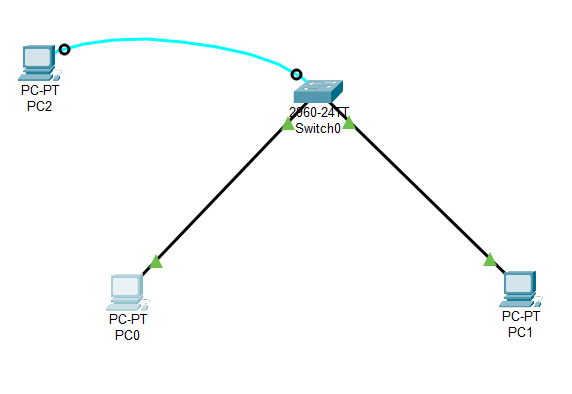 PC-PT
PC2
2960-24TT
Switch0
PC-PT
PC0
PC-PT
PC1